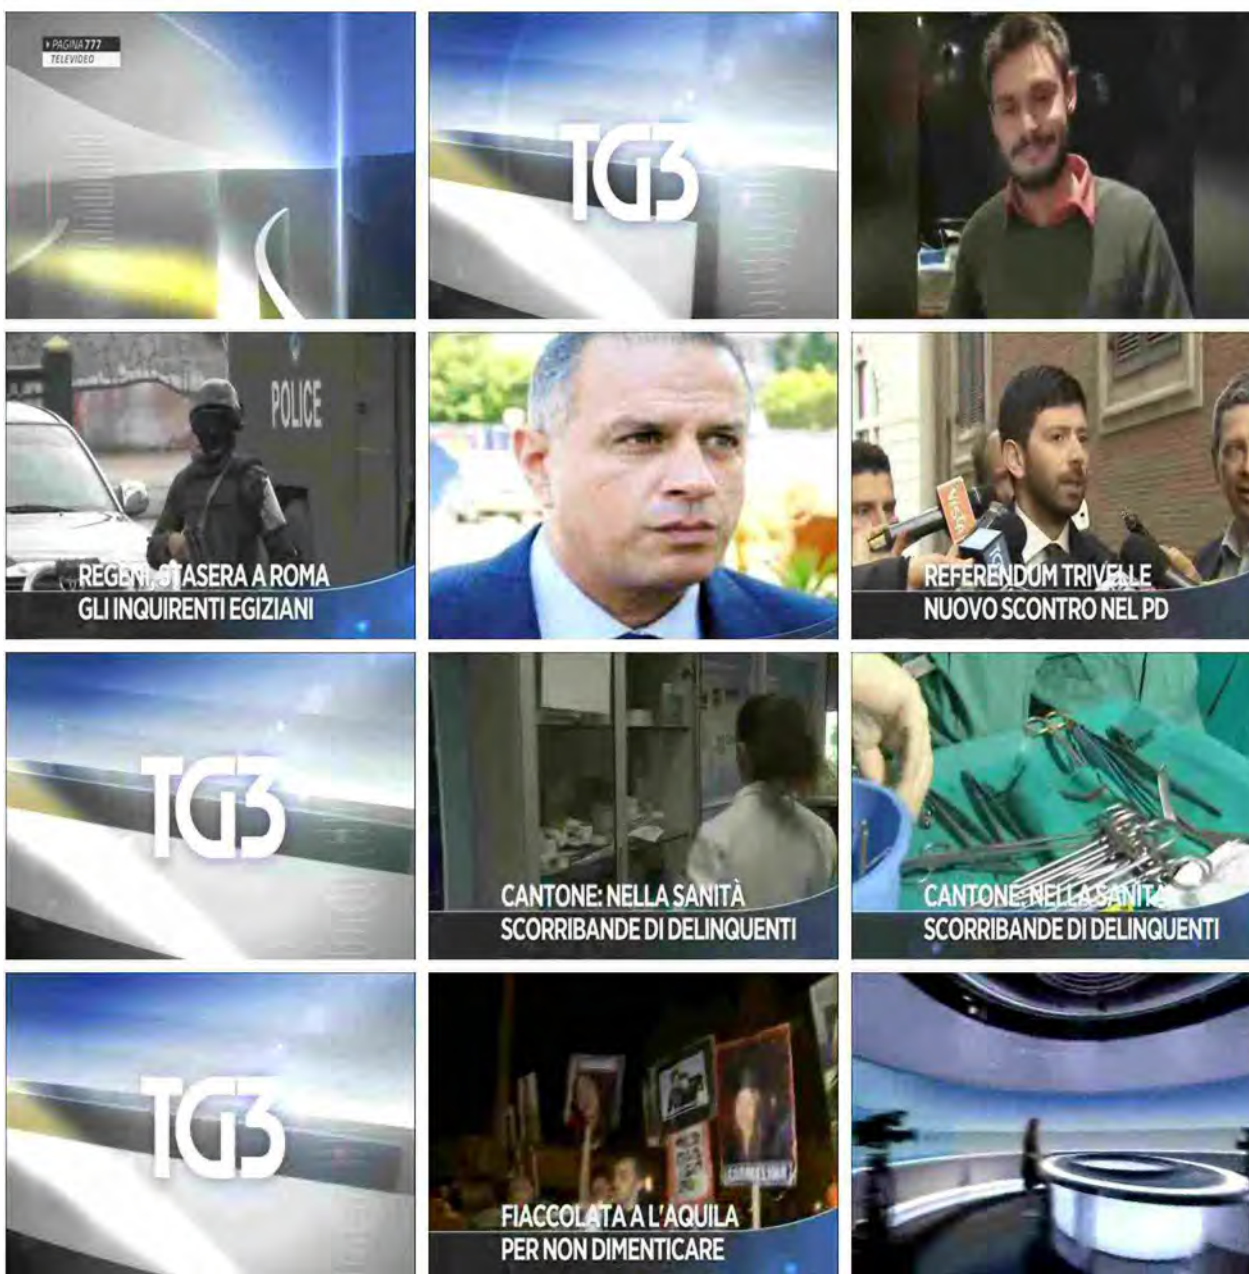 PAGINA 777
TELEVIDEO
TG3
POLICE
REGENI, STASERA A ROMA
GLI INQUIRENTI EGIZIANI
REFERENDUM TRIVELLE
NUOVO SCONTRO NEL PD
TG3
CANTONE: NELLA SANITÀ
SCORRIBANDE DI DELINQUENTI
CANTONE: NELLA SANITÀ
SCORRIBANDE DI DELINQUENTI
TG3
FIACCOLATA A L'AQUILA
PER NON DIMENTICARE